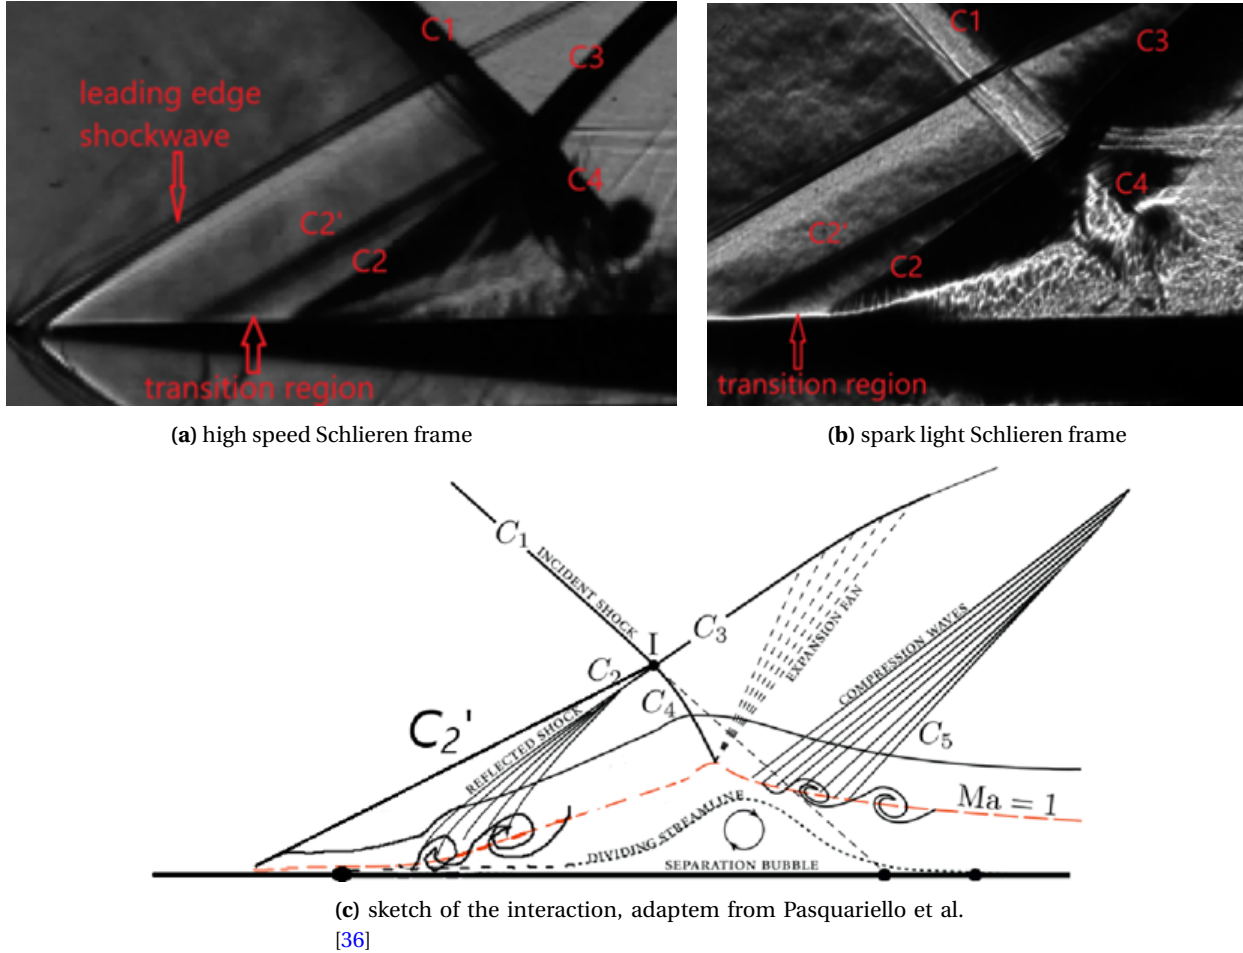 leading edge
shockwave
C1
C3
C4
C2'
C2
transition region
C1
C3
C4
C2'
C2
transition region
(a) high speed Schlieren frame
(b) spark light Schlieren frame
C1 INCIDENT SHOCK
I
C3
C2
C4
C2'
REFLECTED SHOCK
EXPANSION FAN
COMPRESSION WAVES
C5
Ma = 1
DIVIDING STREAMLINE
SEPARATION BUBBLE
(c) sketch of the interaction, adaptem from Pasquariello et al.
[36]